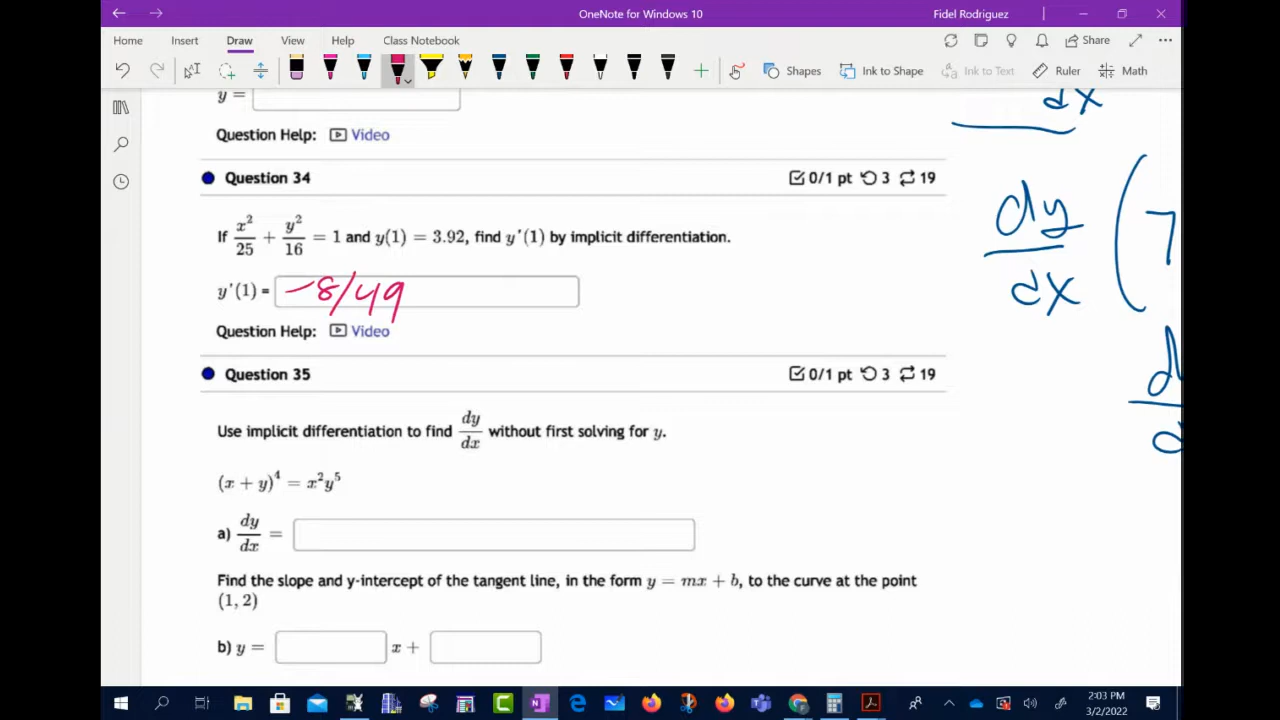 OneNote for Windows 10
Fidel Rodriguez
Home Insert Draw View Help Class Notebook
Share
Shapes Ink to Shape Ink to Text Ruler Math
y =
dx
Question Help: Video
Question 34
0/1 pt 3 19
If x²/25 + y²/16 = 1 and y(1) = 3.92, find y'(1) by implicit differentiation.
dy/dx (7
y'(1) = -8/49
Question Help: Video
Question 35
0/1 pt 3 19
Use implicit differentiation to find dy/dx without first solving for y.
(x + y)⁴ = x²y⁵
a) dy/dx =
Find the slope and y-intercept of the tangent line, in the form y = mx + b, to the curve at the point
(1, 2)
b) y = x +
2:03 PM
3/2/2022